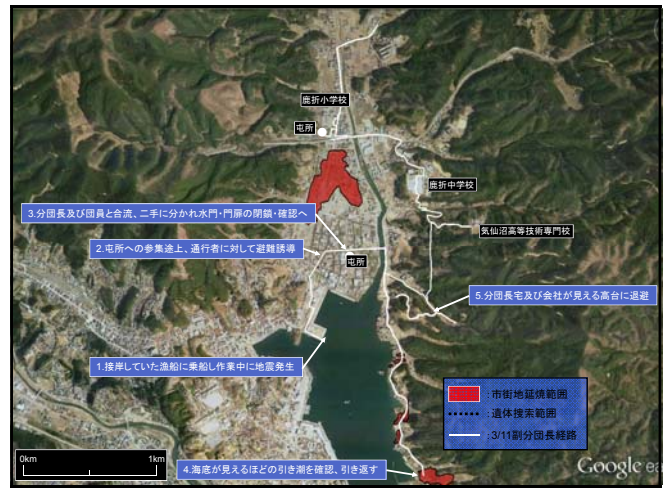 鹿折小学校
屯所
鹿折中学校
3.分団長及び団員と合流、二手に分かれ水門・門扉の閉鎖・確認へ
気仙沼高等技術専門校
2.屯所への参集途上、通行者に対して避難誘導
屯所
5.分団長宅及び会社が見える高台に退避
1.接岸していた漁船に乗船し作業中に地震発生
:市街地延焼範囲
:遺体捜索範囲
:3/11副分団長経路
0km 1km
4.海底が見えるほどの引き潮を確認、引き返す
Google ea